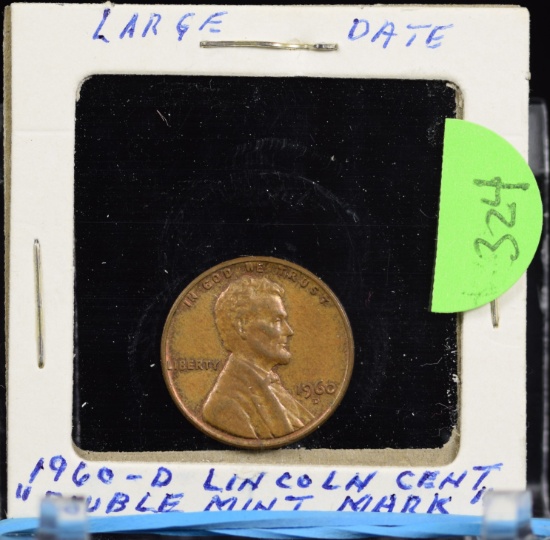 LARGE DATE
324
IN GOD WE TRUST
LIBERTY
1960
D
1960-D LINCOLN CENT
"DOUBLE MINT MARK"